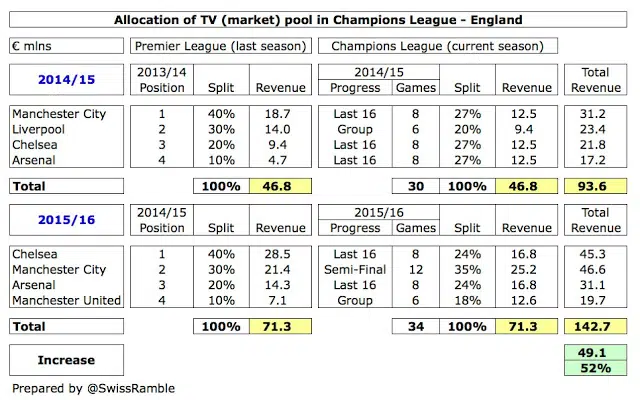 Allocation of TV (market) pool in Champions League - England
€ mlns Premier League (last season) Champions League (current season)
2014/15 2013/14 Position Split Revenue 2014/15 Progress Games Split Revenue Total Revenue
Manchester City 1 40% 18.7 Last 16 8 27% 12.5 31.2
Liverpool 2 30% 14.0 Group 6 20% 9.4 23.4
Chelsea 3 20% 9.4 Last 16 8 27% 12.5 21.8
Arsenal 4 10% 4.7 Last 16 8 27% 12.5 17.2
Total 100% 46.8 30 100% 46.8 93.6
2015/16 2014/15 Position Split Revenue 2015/16 Progress Games Split Revenue Total Revenue
Chelsea 1 40% 28.5 Last 16 8 24% 16.8 45.3
Manchester City 2 30% 21.4 Semi-Final 12 35% 25.2 46.6
Arsenal 3 20% 14.3 Last 16 8 24% 16.8 31.1
Manchester United 4 10% 7.1 Group 6 18% 12.6 19.7
Total 100% 71.3 34 100% 71.3 142.7
Increase 49.1
52%
Prepared by @SwissRamble